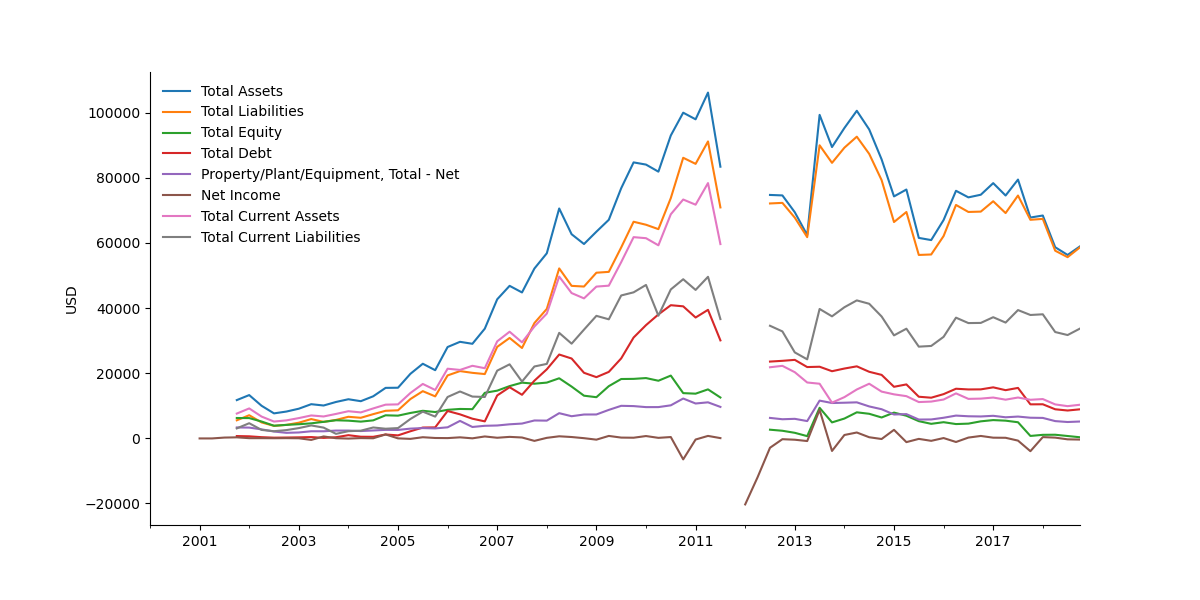 Total Assets
Total Liabilities
Total Equity
Total Debt
Property/Plant/Equipment, Total - Net
Net Income
Total Current Assets
Total Current Liabilities
USD
100000
80000
60000
40000
20000
0
−20000
2001 2003 2005 2007 2009 2011 2013 2015 2017